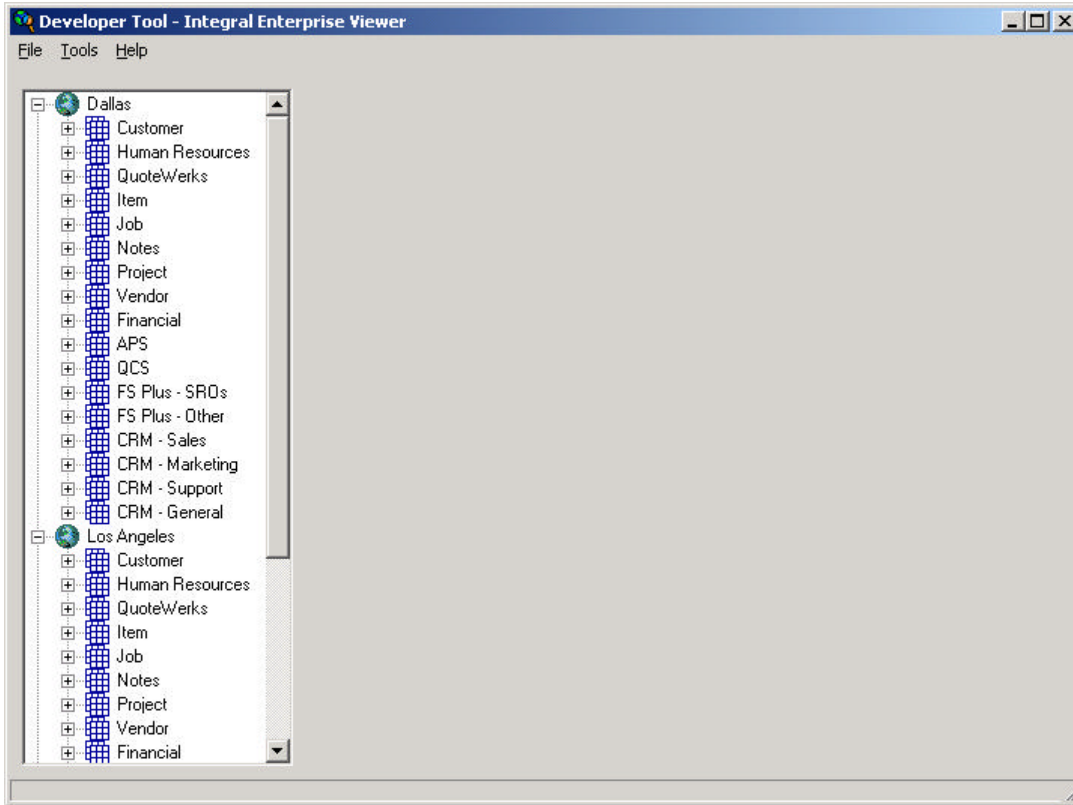 Developer Tool - Integral Enterprise Viewer
File Tools Help
Dallas
Customer
Human Resources
QuoteWerks
Item
Job
Notes
Project
Vendor
Financial
APS
QCS
FS Plus - SROs
FS Plus - Other
CRM - Sales
CRM - Marketing
CRM - Support
CRM - General
Los Angeles
Customer
Human Resources
QuoteWerks
Item
Job
Notes
Project
Vendor
Financial